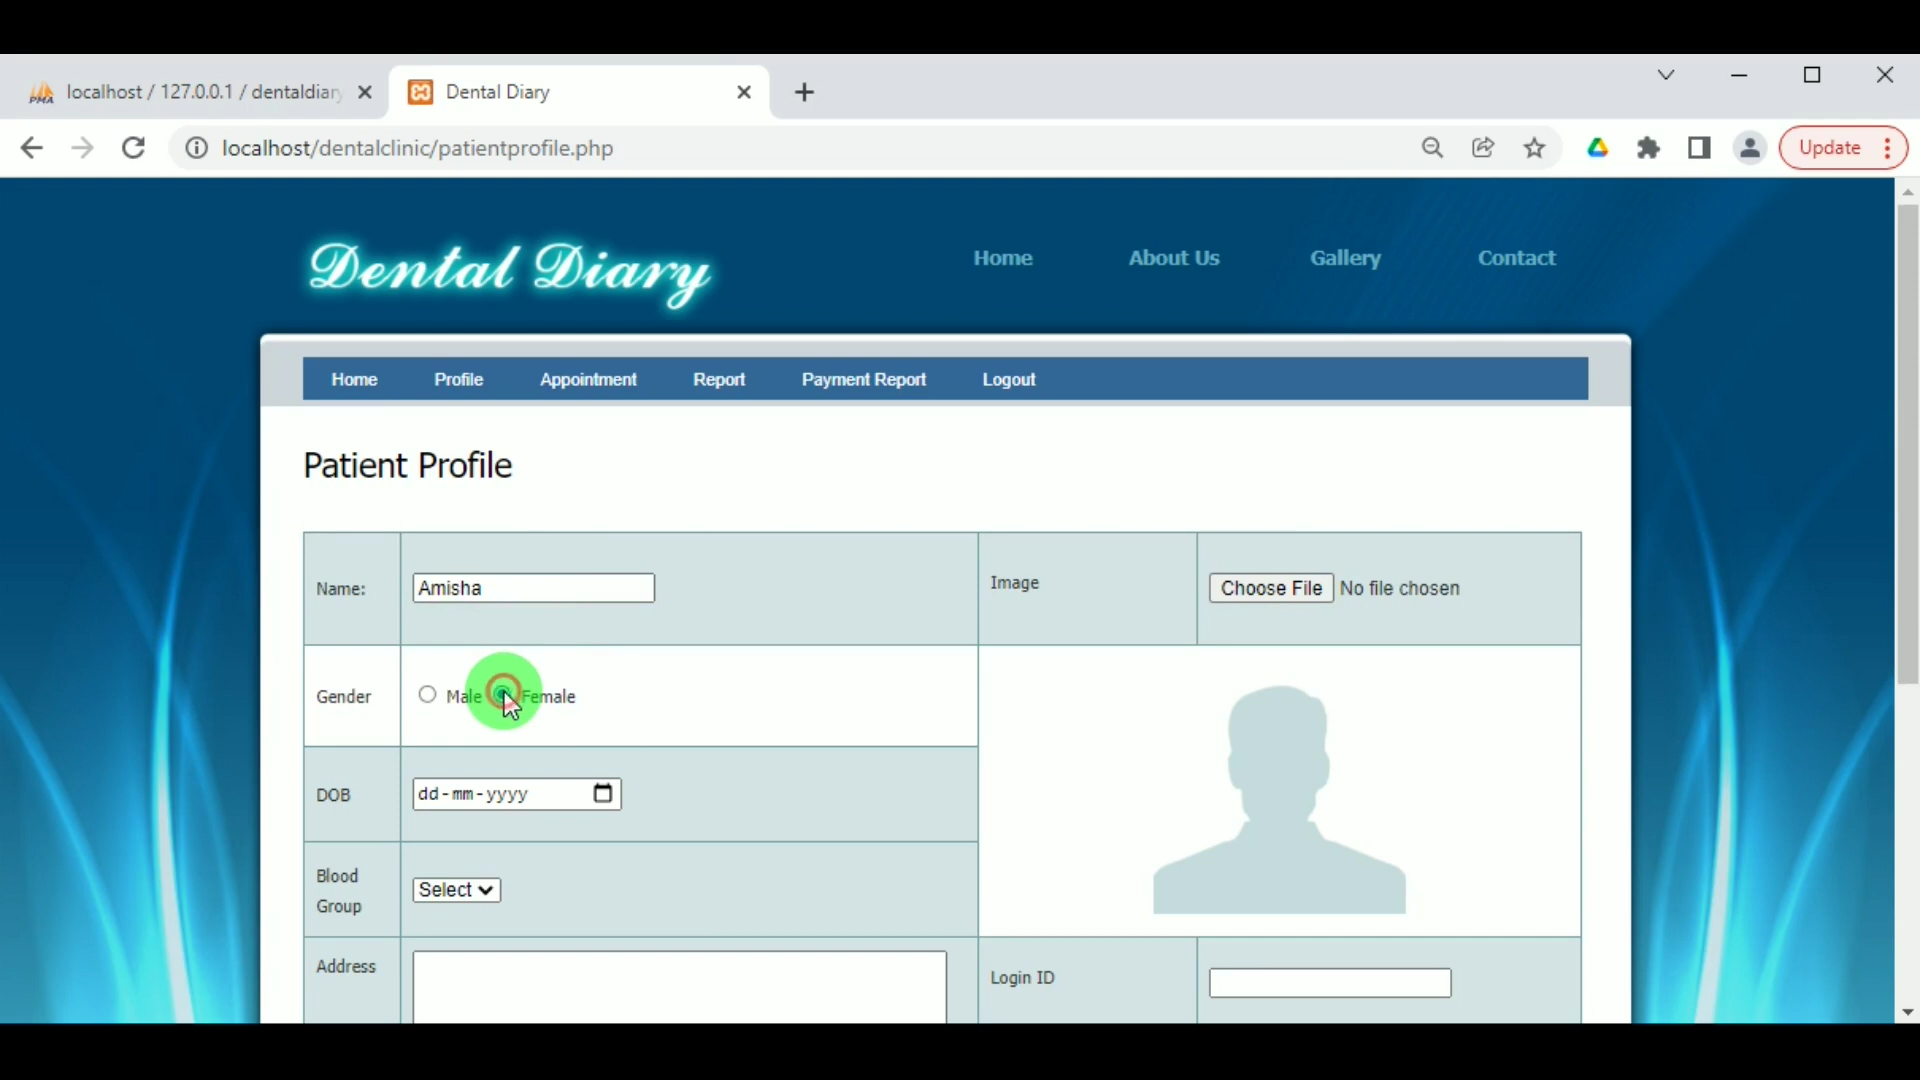 localhost / 127.0.0.1 / dentaldiary
Dental Diary
localhost/dentalclinic/patientprofile.php
Update
Dental Diary
Home About Us Gallery Contact
Home Profile Appointment Report Payment Report Logout
Patient Profile
Name: Amisha Image Choose File No file chosen
Gender Male Female
DOB dd-mm-yyyy
Blood Group Select
Address Login ID